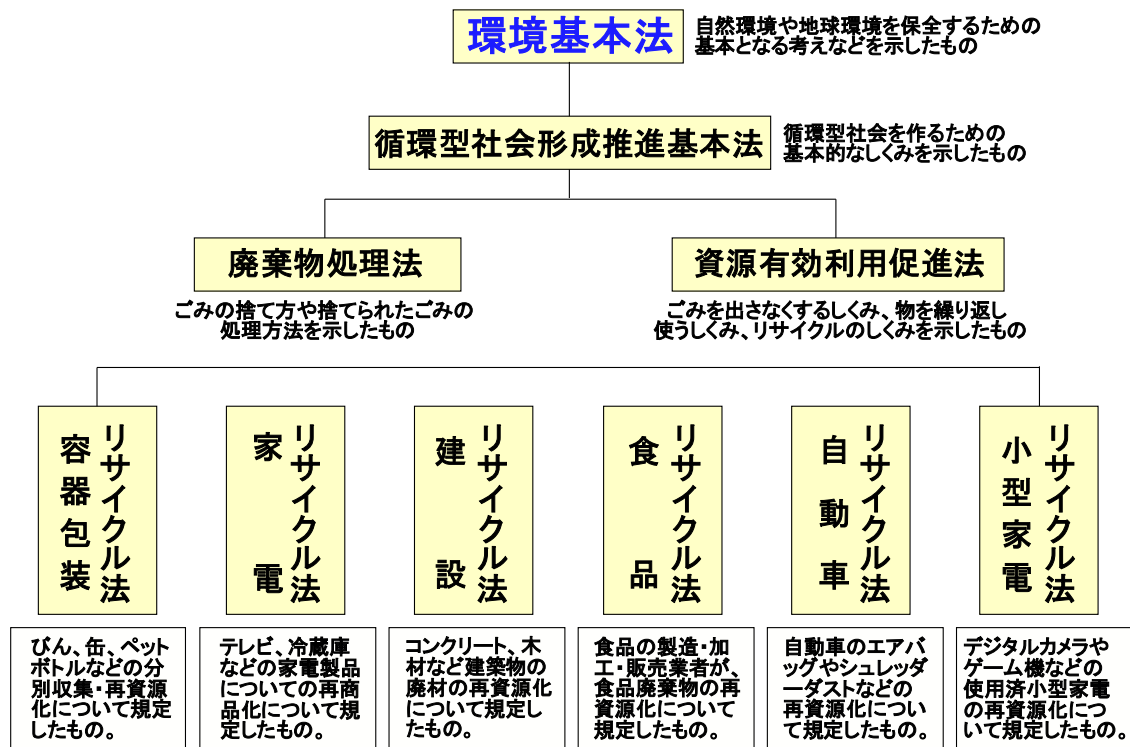 環境基本法
自然環境や地球環境を保全するための
基本となる考えなどを示したもの
循環型社会形成推進基本法
循環型社会を作るための
基本的なしくみを示したもの
廃棄物処理法
ごみの捨て方や捨てられたごみの
処理方法を示したもの
資源有効利用促進法
ごみを出さなくするしくみ、物を繰り返し
使うしくみ、リサイクルのしくみを示したもの
容器包装
リサイクル法
びん、缶、ペット
ボトルなどの分
別収集・再資源
化について規定
したもの。
家電
リサイクル法
テレビ、冷蔵庫
などの家電製品
についての再商
品化について規
定したもの。
建設
リサイクル法
コンクリート、木
材など建築物の
廃材の再資源化
について規定し
たもの。
食品
リサイクル法
食品の製造・加
工・販売業者が、
食品廃棄物の再
資源化について
規定したもの。
自動車
リサイクル法
自動車のエアバ
ッグやシュレッダ
ーダストなどの
再資源化につい
て規定したもの。
小型家電
リサイクル法
デジタルカメラや
ゲーム機などの
使用済小型家電
の再資源化につ
いて規定したもの。